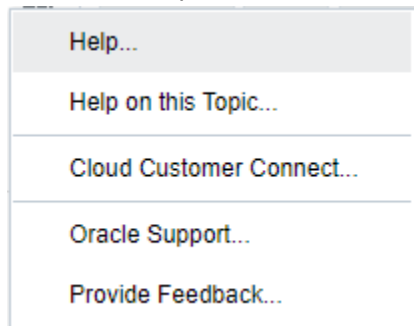 Help...
Help on this Topic...
Cloud Customer Connect...
Oracle Support...
Provide Feedback...